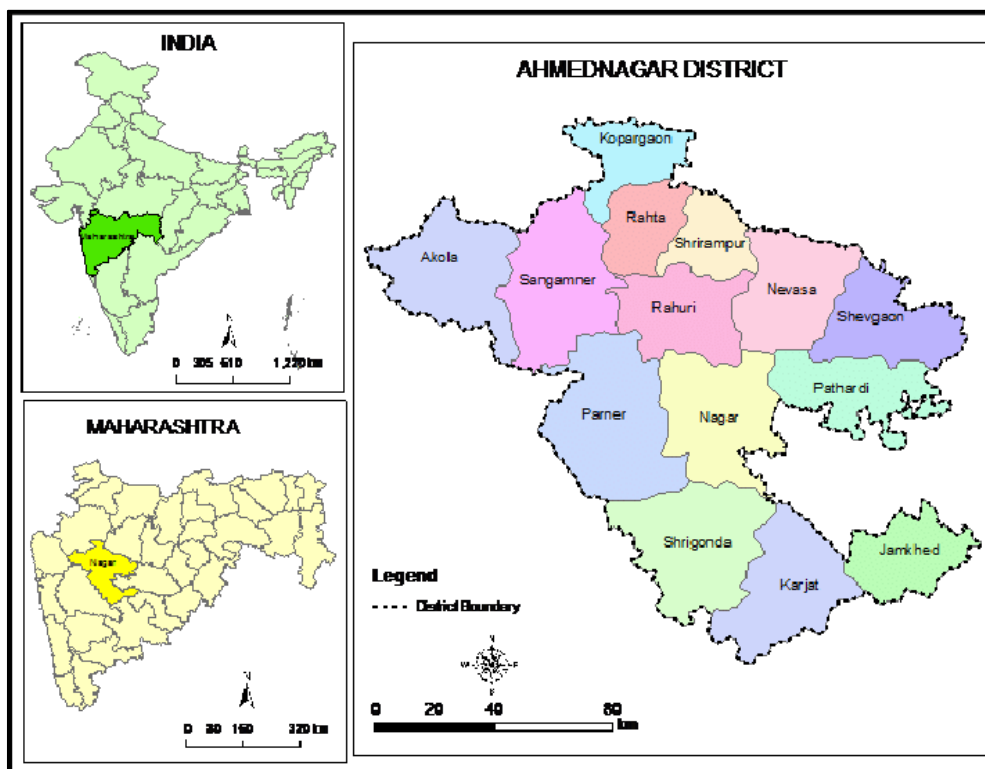 INDIA
Maharashtra
0 305 610 1,220 km
MAHARASHTRA
Nagar
0 80 160 320 km
AHMEDNAGAR DISTRICT
Kopargaon
Rahta
Shrirampur
Akola
Sangamner
Rahuri
Nevasa
Shevgaon
Pathardi
Parner
Nagar
Shrigonda
Jamkhed
Karjat
Legend
District Boundary
N
W E
S
0 20 40 80
km